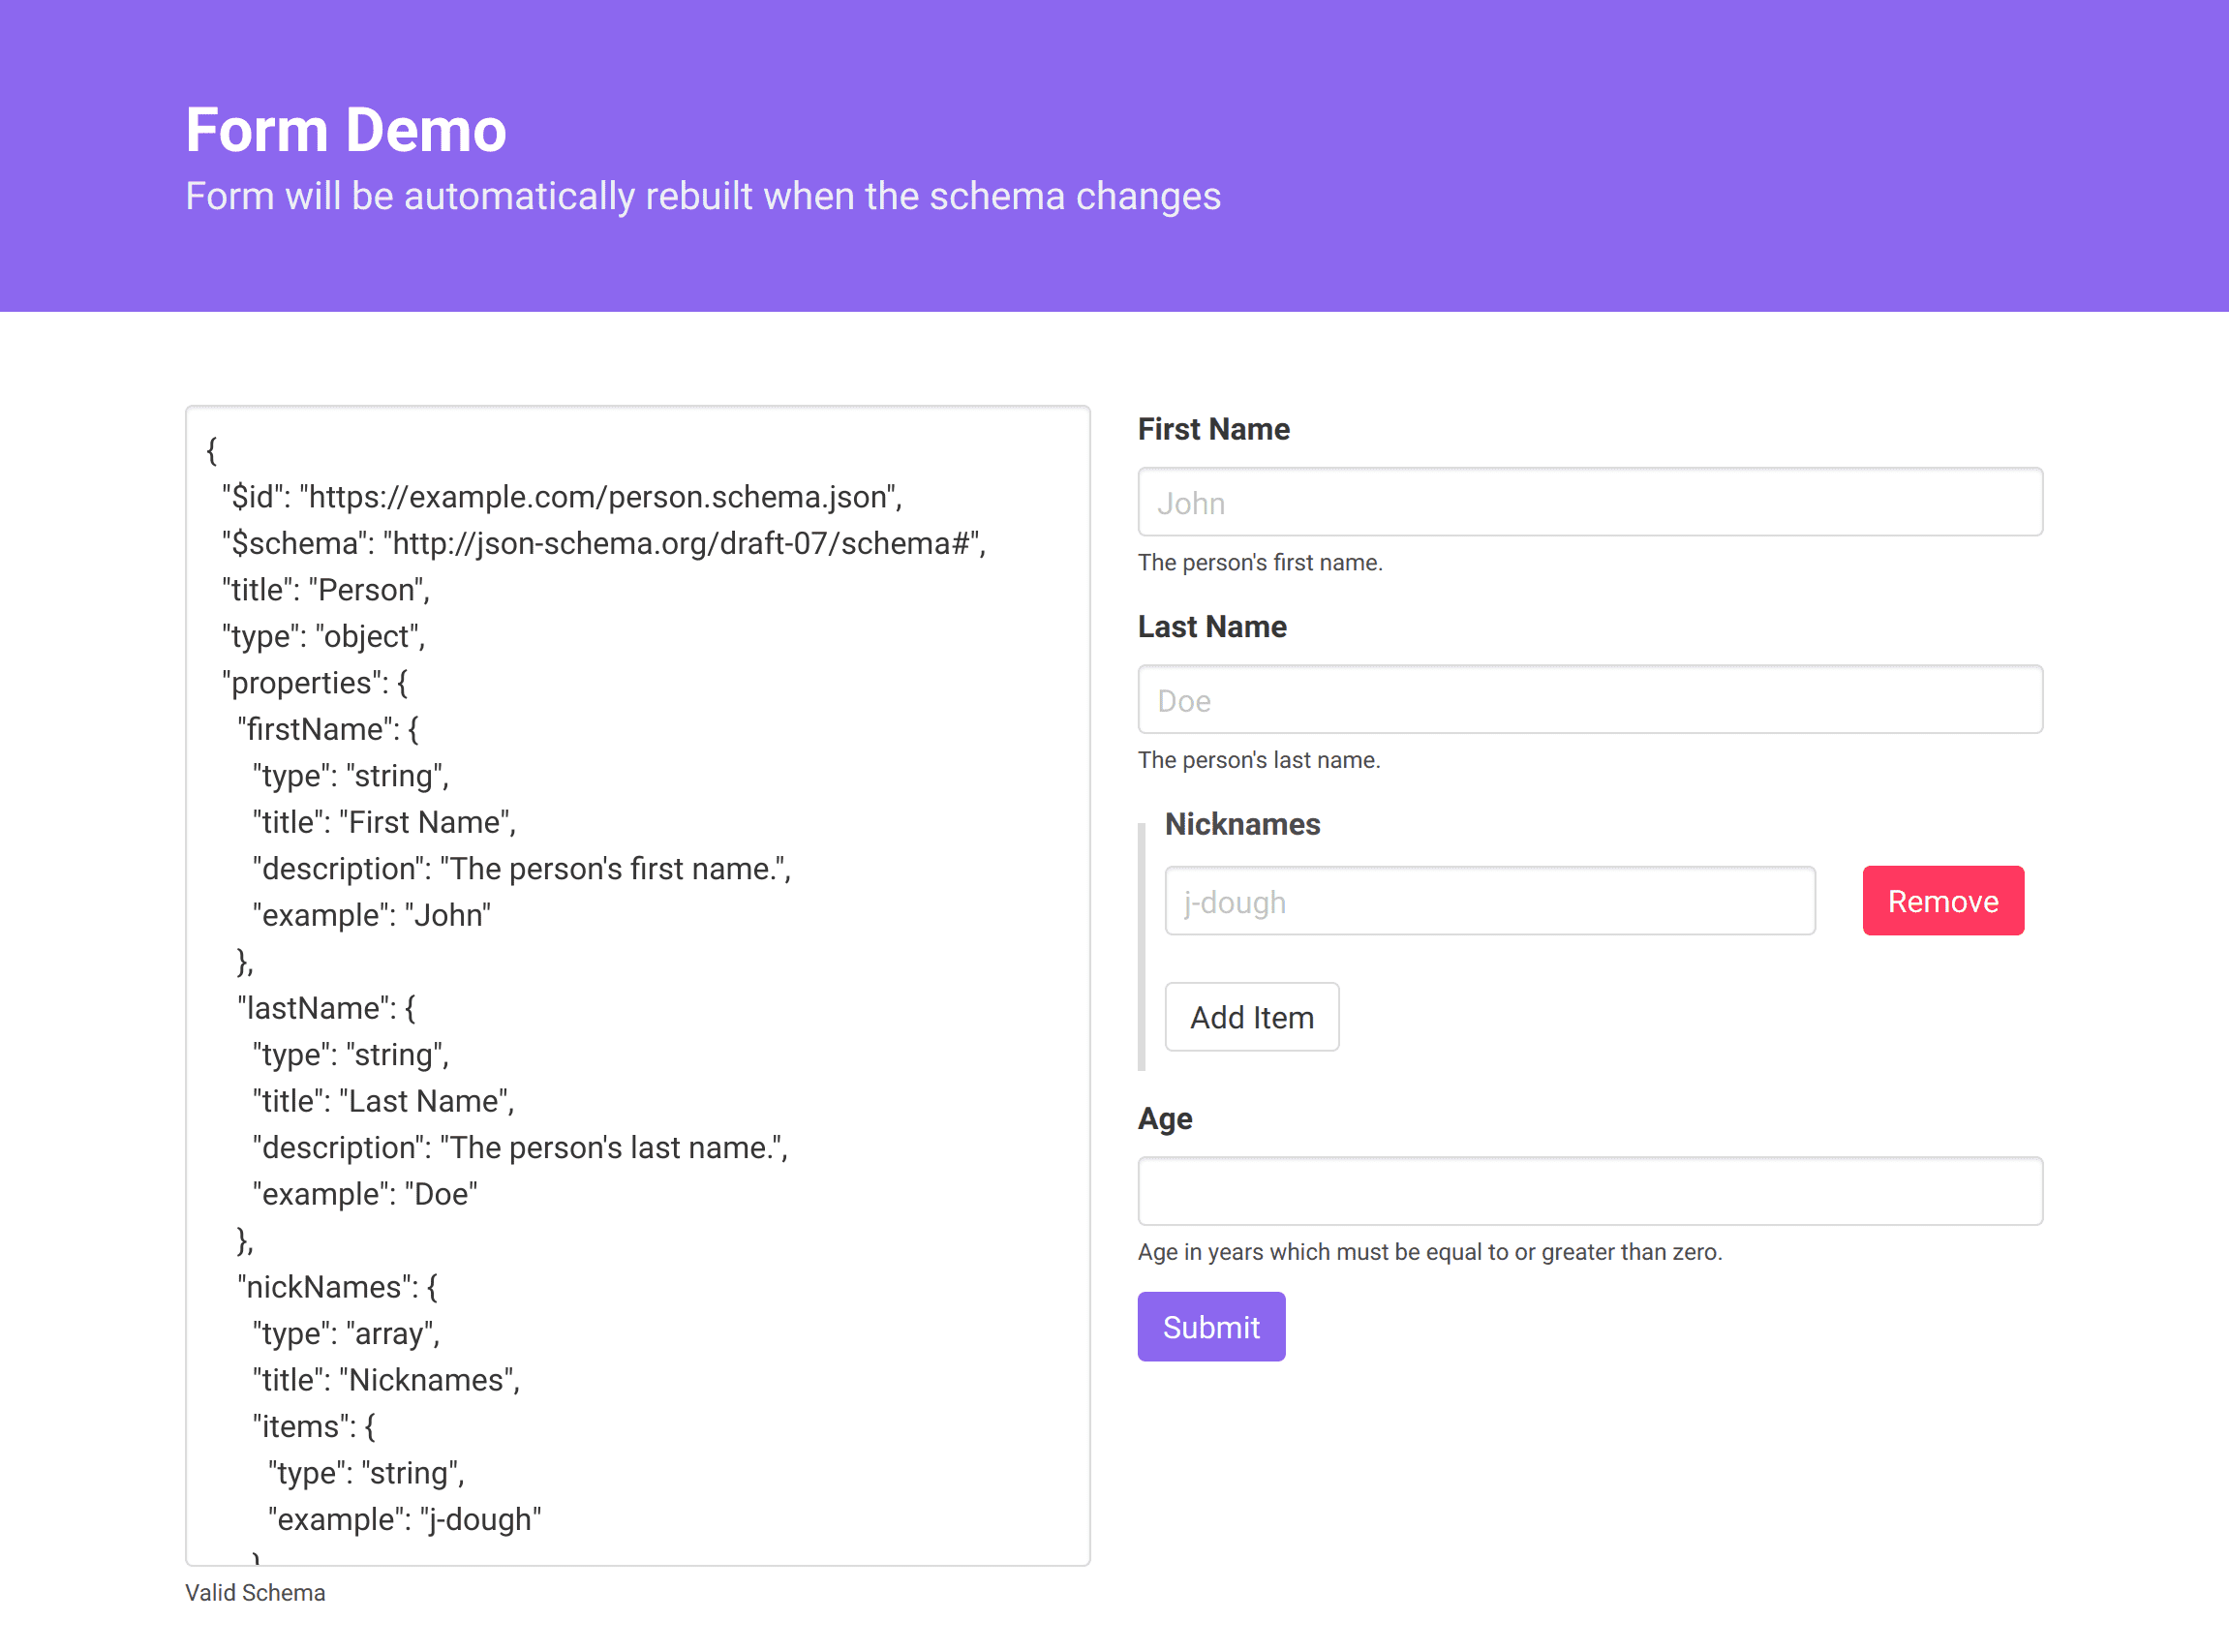 Form Demo
Form will be automatically rebuilt when the schema changes
{
"$id": "https://example.com/person.schema.json",
"$schema": "http://json-schema.org/draft-07/schema#",
"title": "Person",
"type": "object",
"properties": {
"firstName": {
"type": "string",
"title": "First Name",
"description": "The person's first name.",
"example": "John"
},
"lastName": {
"type": "string",
"title": "Last Name",
"description": "The person's last name.",
"example": "Doe"
},
"nickNames": {
"type": "array",
"title": "Nicknames",
"items": {
"type": "string",
"example": "j-dough"
}
Valid Schema
First Name
John
The person's first name.
Last Name
Doe
The person's last name.
Nicknames
j-dough
Remove
Add Item
Age
Age in years which must be equal to or greater than zero.
Submit